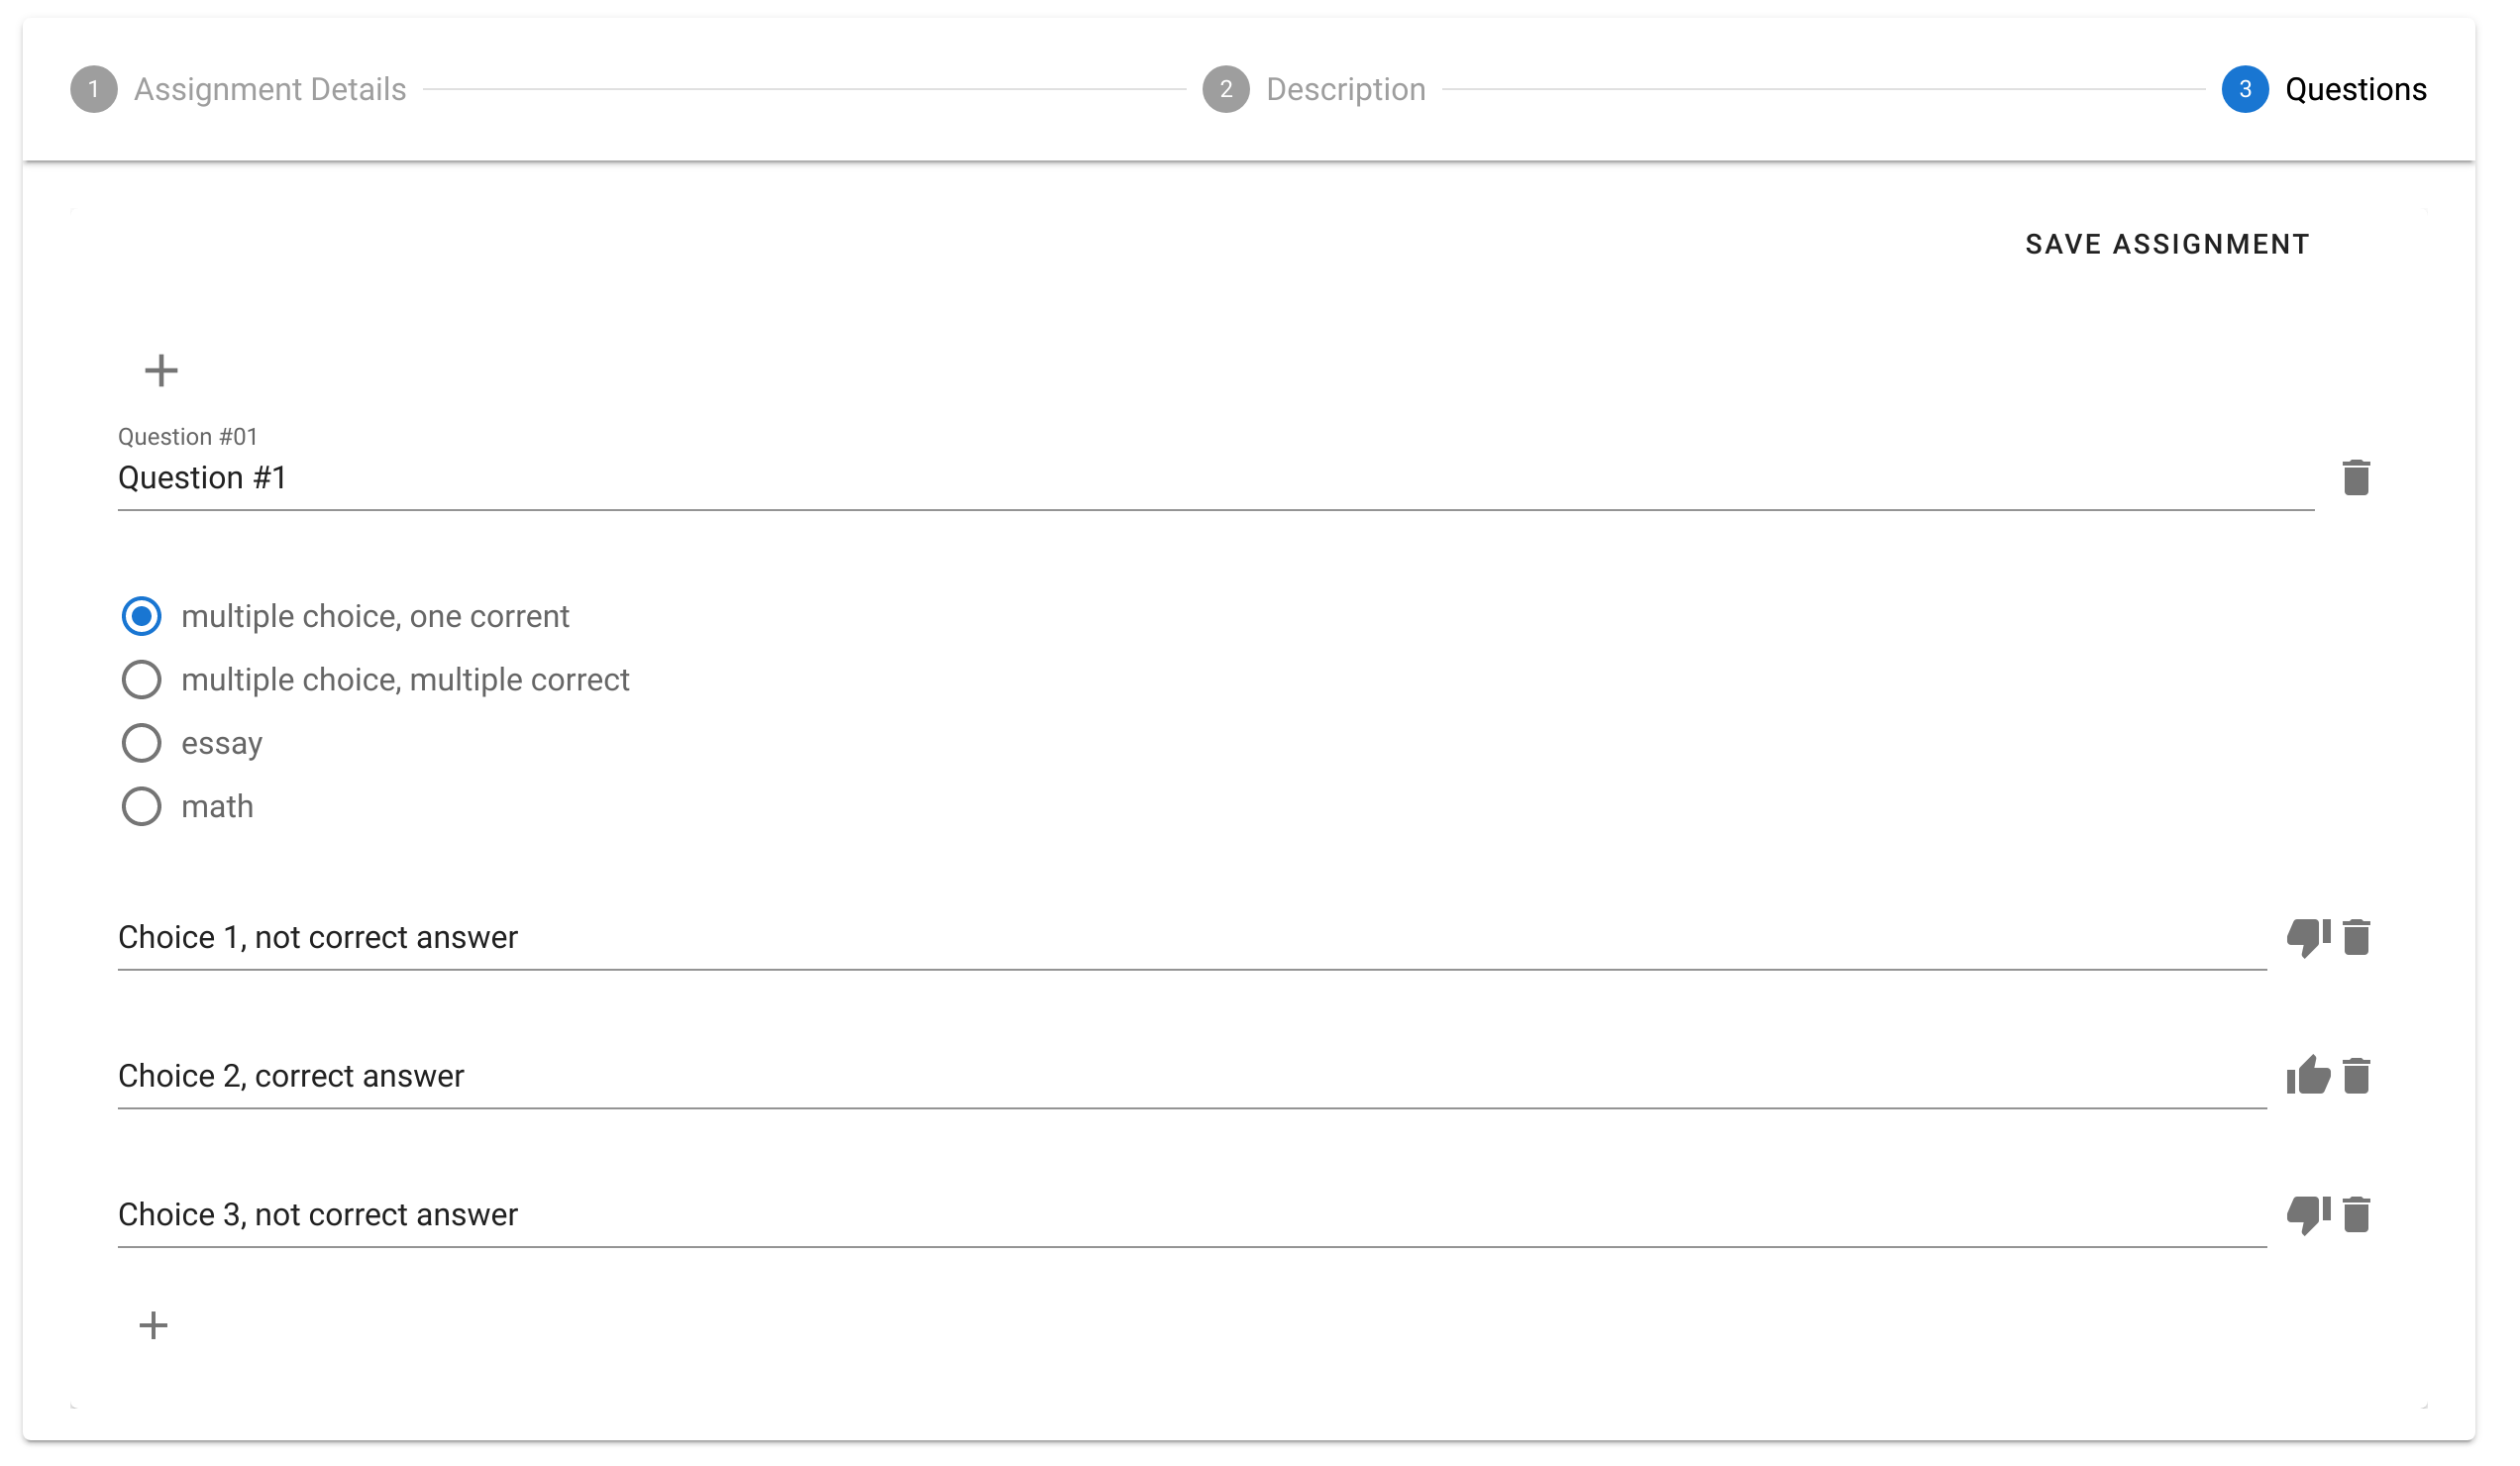 1 Assignment Details 2 Description 3 Questions
SAVE ASSIGNMENT
Question #01
Question #1
multiple choice, one corrent
multiple choice, multiple correct
essay
math
Choice 1, not correct answer
Choice 2, correct answer
Choice 3, not correct answer